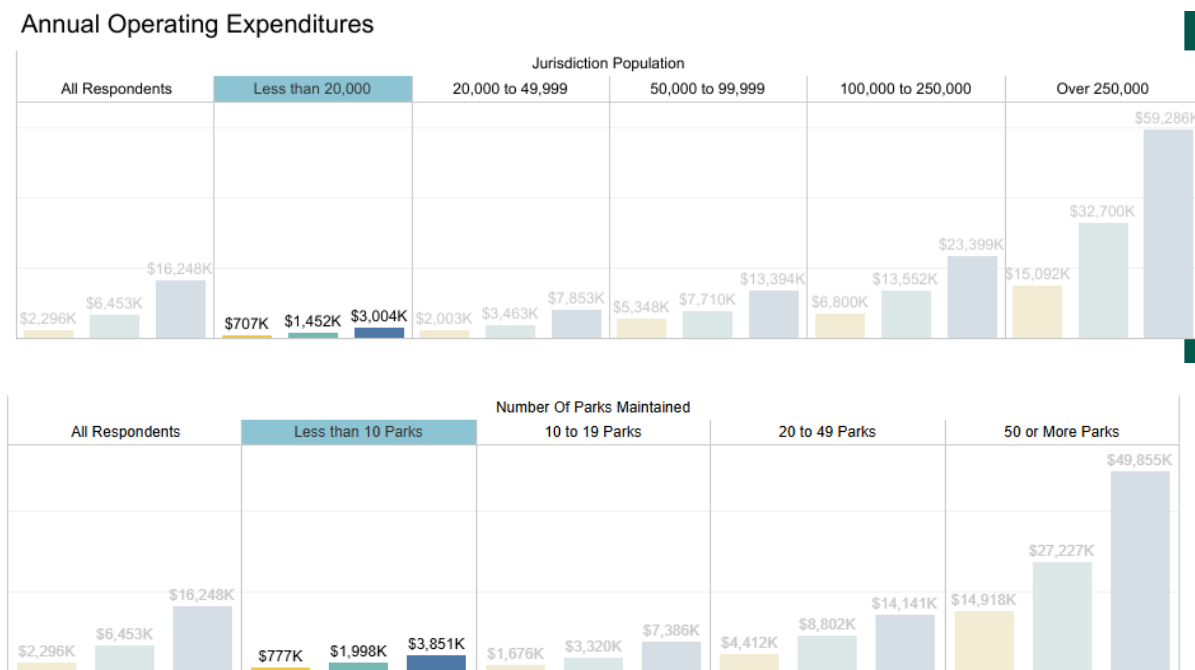 Annual Operating Expenditures
Jurisdiction Population
All Respondents Less than 20,000 20,000 to 49,999 50,000 to 99,999 100,000 to 250,000 Over 250,000
$2,296K $6,453K $16,248K $707K $1,452K $3,004K $2,003K $3,463K $7,853K $5,348K $7,710K $13,394K $6,800K $13,552K $23,399K $15,092K $32,700K $59,286K
Number Of Parks Maintained
All Respondents Less than 10 Parks 10 to 19 Parks 20 to 49 Parks 50 or More Parks
$2,296K $6,453K $16,248K $777K $1,998K $3,851K $1,676K $3,320K $7,386K $4,412K $8,802K $14,141K $14,918K $27,227K $49,855K